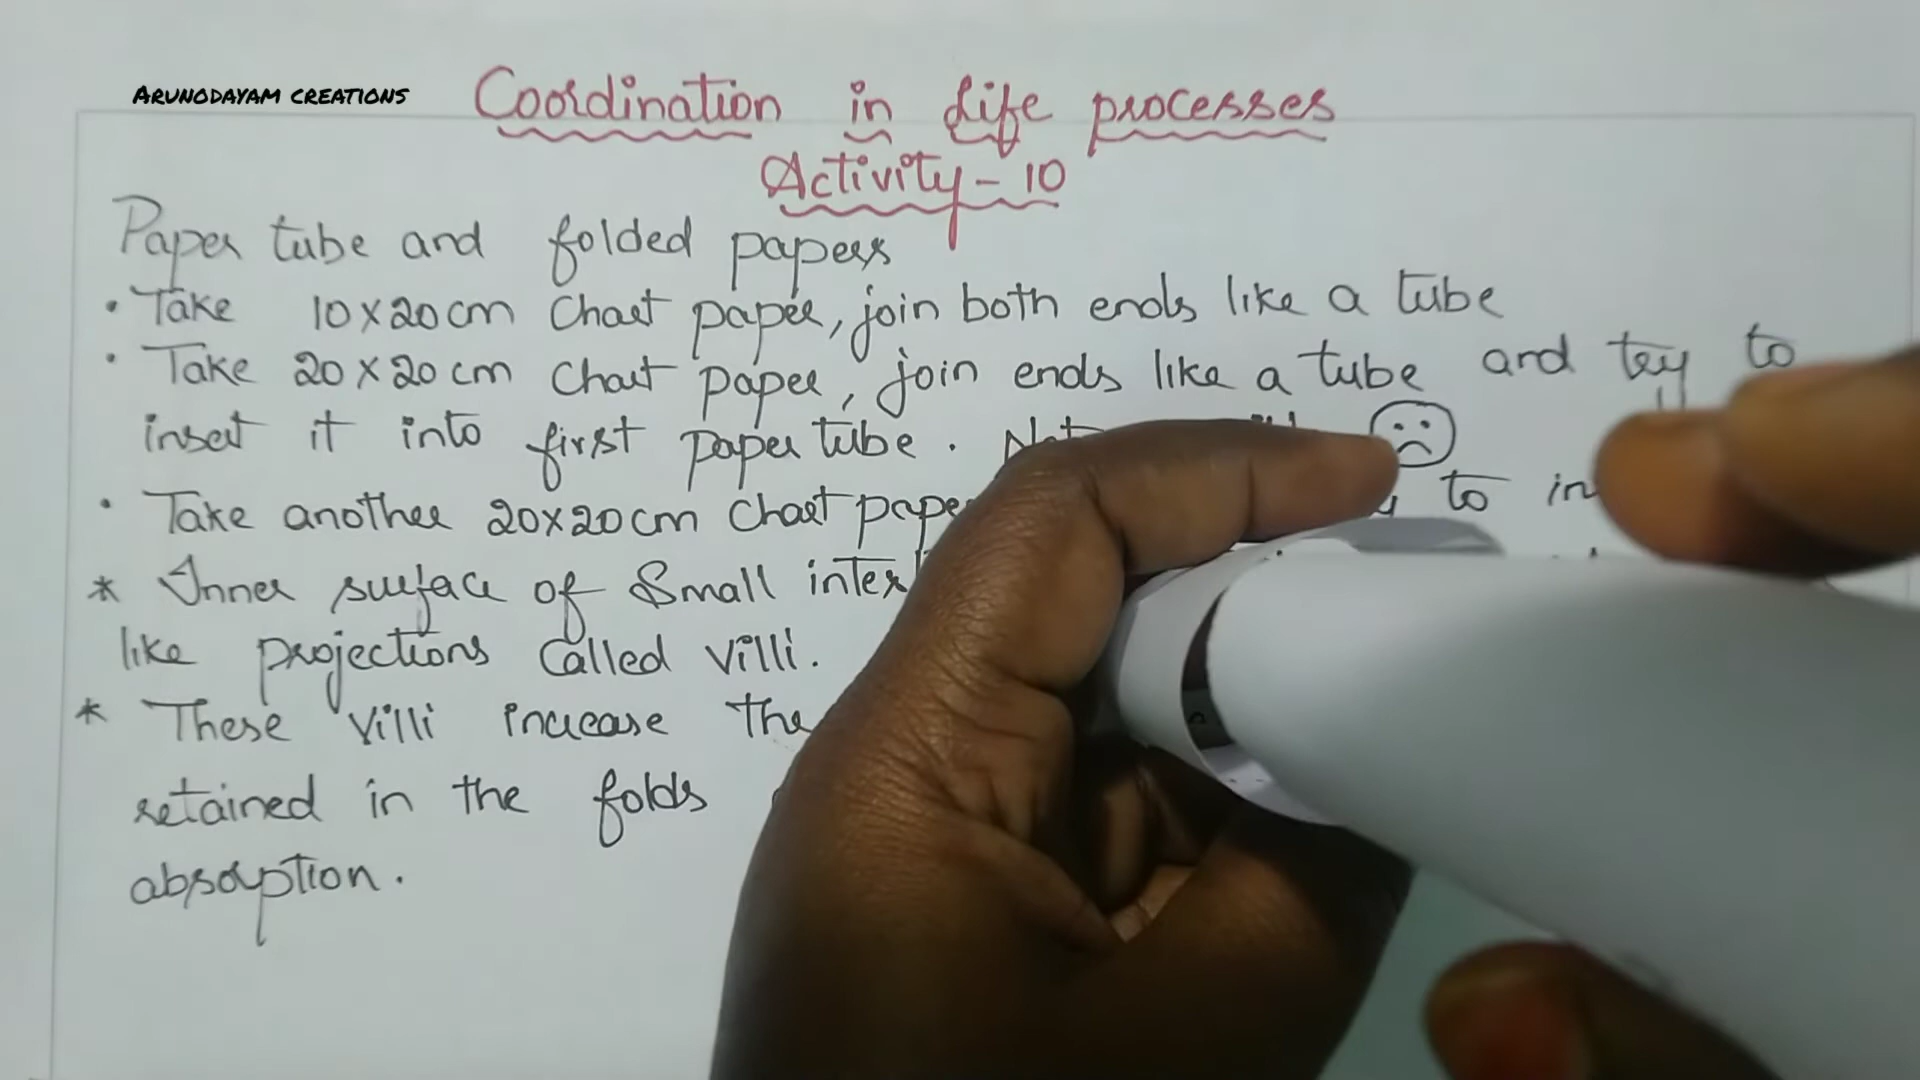 ARUNODAYAM CREATIONS
Coordination in Life processes
Activity - 10
Paper tube and folded papers
• Take 10x20cm Chart paper, join both ends like a tube
• Take 20x20cm Chart paper, join ends like a tube and try to
insert it into first paper tube.
• Take another 20x20cm Chart to in
* Inner surface of Small
like projections called villi.
* These villi increase the
retained in the folds
absorption.